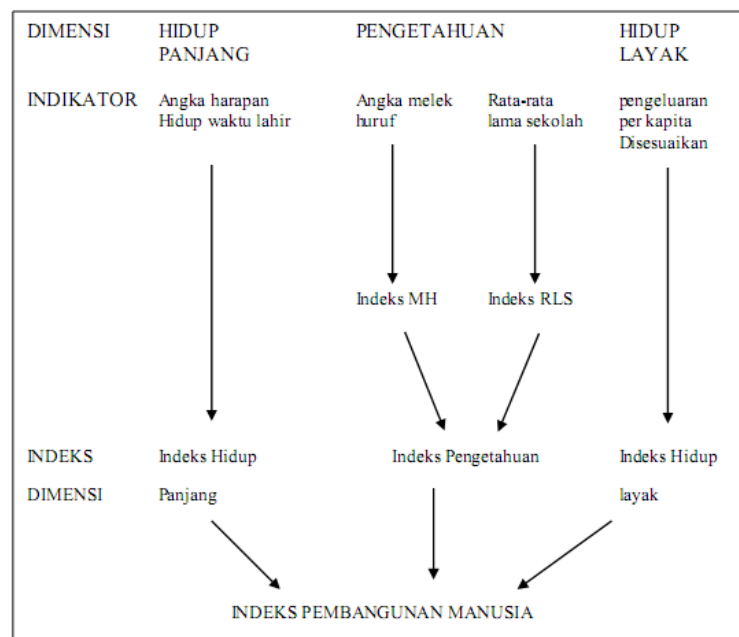 DIMENSI HIDUP PANJANG PENGETAHUAN HIDUP LAYAK
INDIKATOR Angka harapan Hidup waktu lahir Angka melek huruf Rata-rata lama sekolah pengeluaran per kapita Disesuaikan
Indeks MH Indeks RLS
INDEKS Indeks Hidup Indeks Pengetahuan Indeks Hidup
DIMENSI Panjang layak
INDEKS PEMBANGUNAN MANUSIA